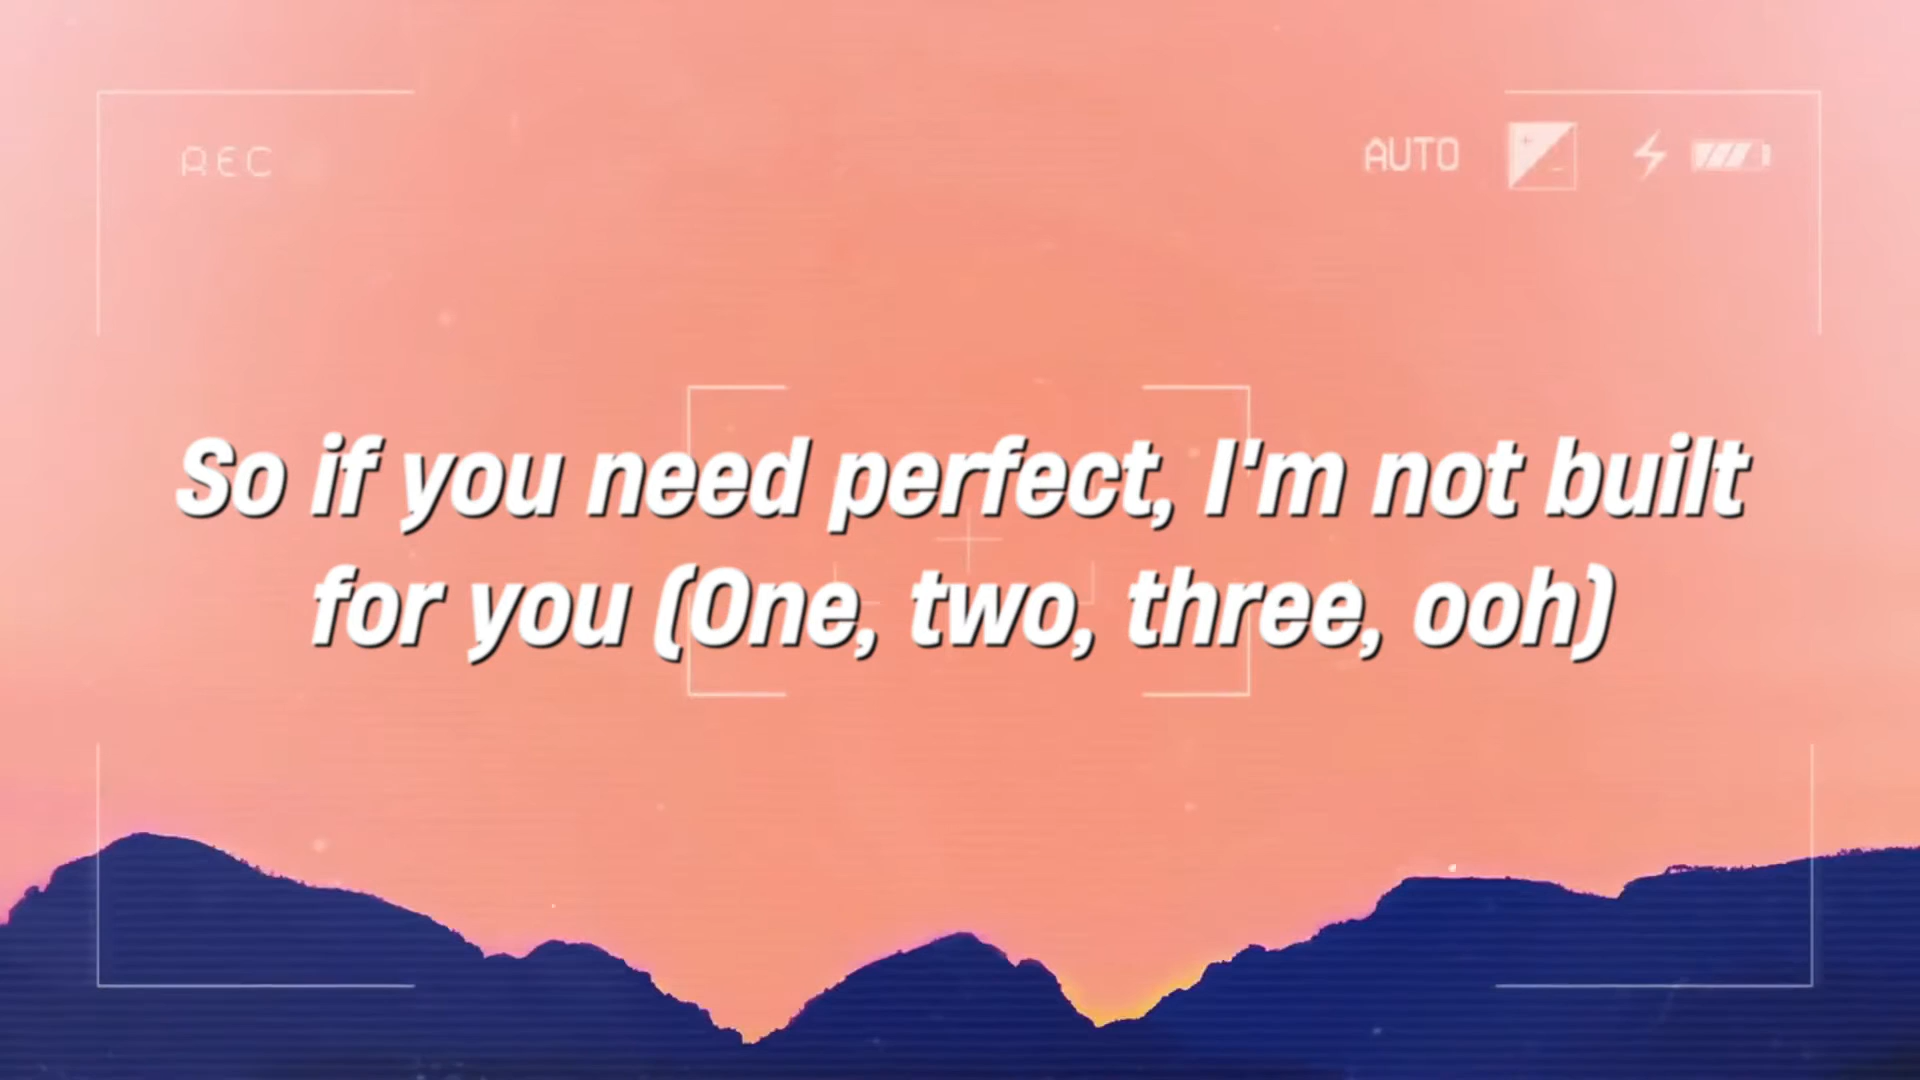 REC
AUTO
So if you need perfect, I'm not built
for you (One, two, three, ooh)